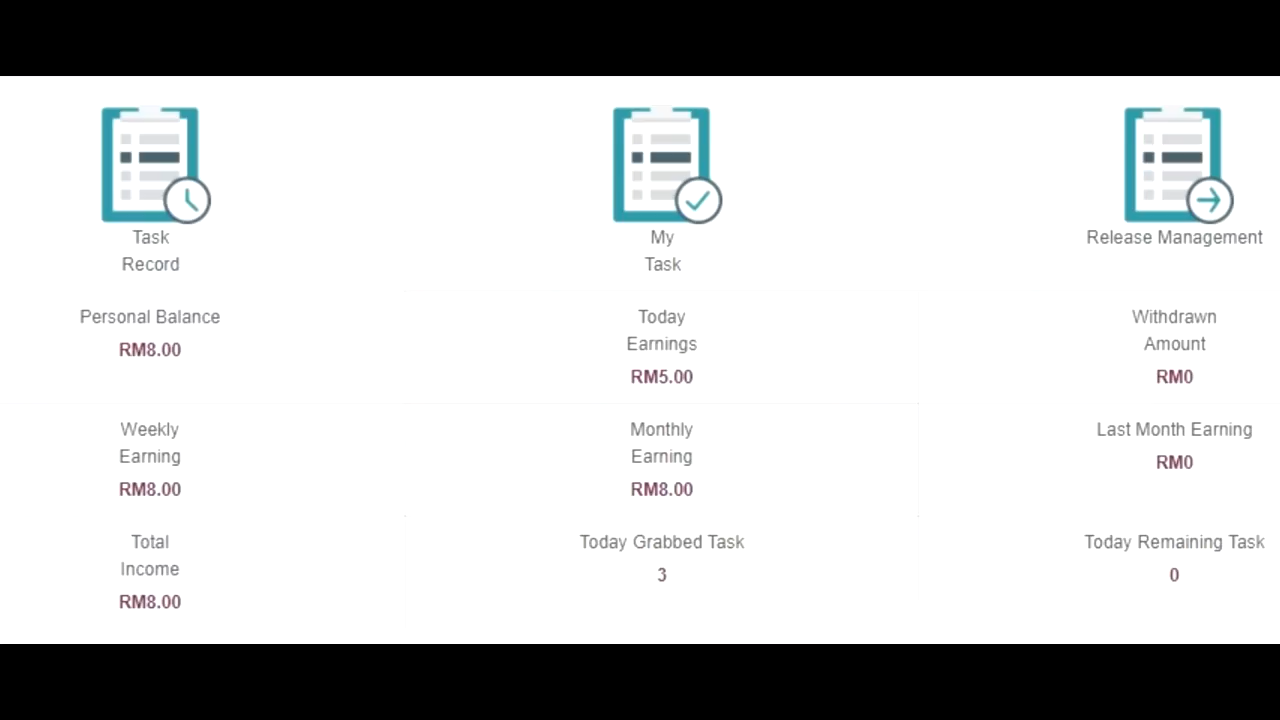 Task
Record
My
Task
Release Management
Personal Balance
RM8.00
Today
Earnings
RM5.00
Withdrawn
Amount
RM0
Weekly
Earning
RM8.00
Monthly
Earning
RM8.00
Last Month Earning
RM0
Total
Income
RM8.00
Today Grabbed Task
3
Today Remaining Task
0